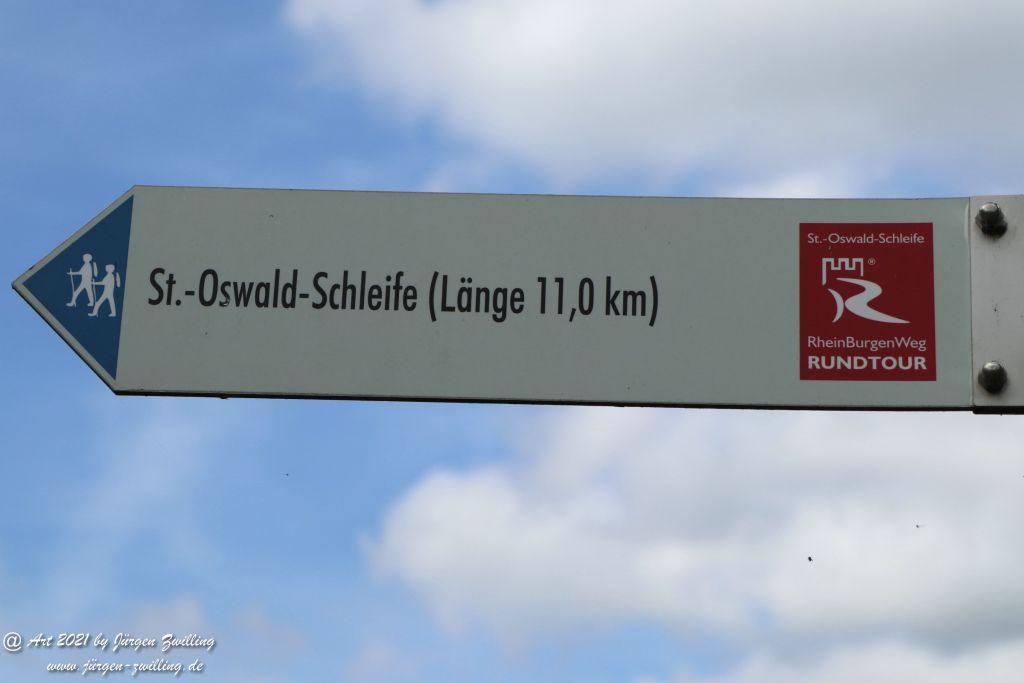 St.-Oswald-Schleife (Länge 11,0 km)
St.-Oswald-Schleife
®
RheinBurgenWeg
RUNDTOUR
@ Art 2021 by Jürgen Zwilling
www.jürgen-zwilling.de